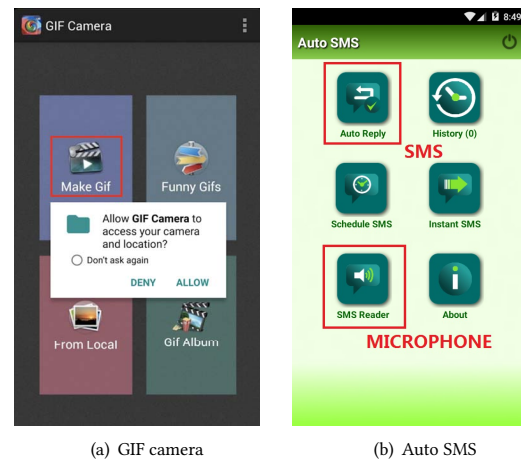 GIF Camera
Make Gif
Funny Gifs
Allow GIF Camera to
access your camera
and location?
Don't ask again
DENY ALLOW
From Local
Gif Album
(a) GIF camera
8:49
Auto SMS
Auto Reply
History (0)
SMS
Schedule SMS
Instant SMS
SMS Reader
About
MICROPHONE
(b) Auto SMS